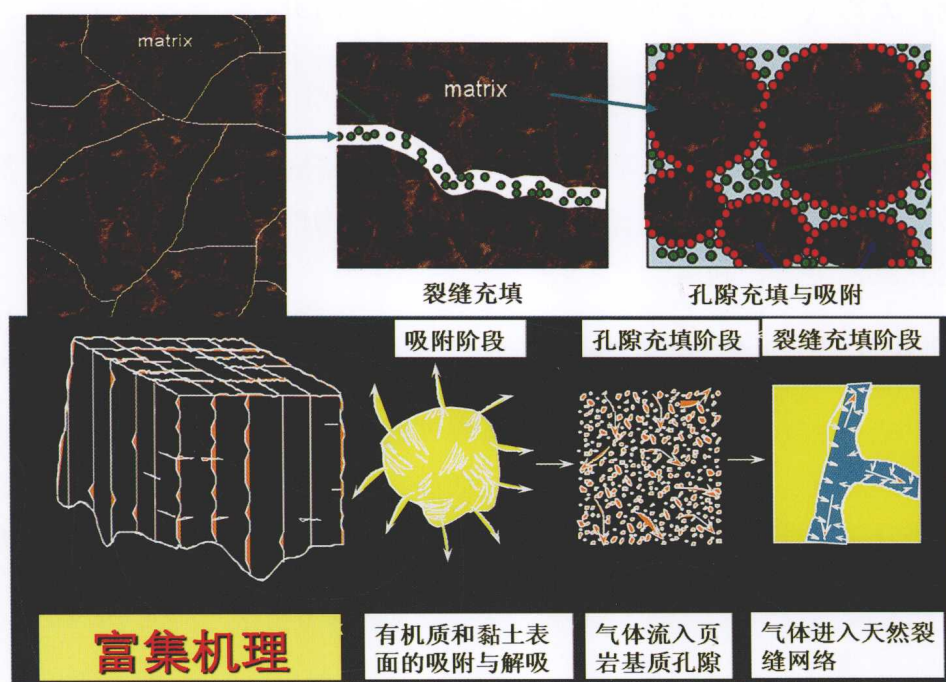 matrix
matrix
裂缝充填
孔隙充填与吸附
吸附阶段
孔隙充填阶段
裂缝充填阶段
富集机理
有机质和黏土表
面的吸附与解吸
气体流入页
岩基质孔隙
气体进入天然裂
缝网络